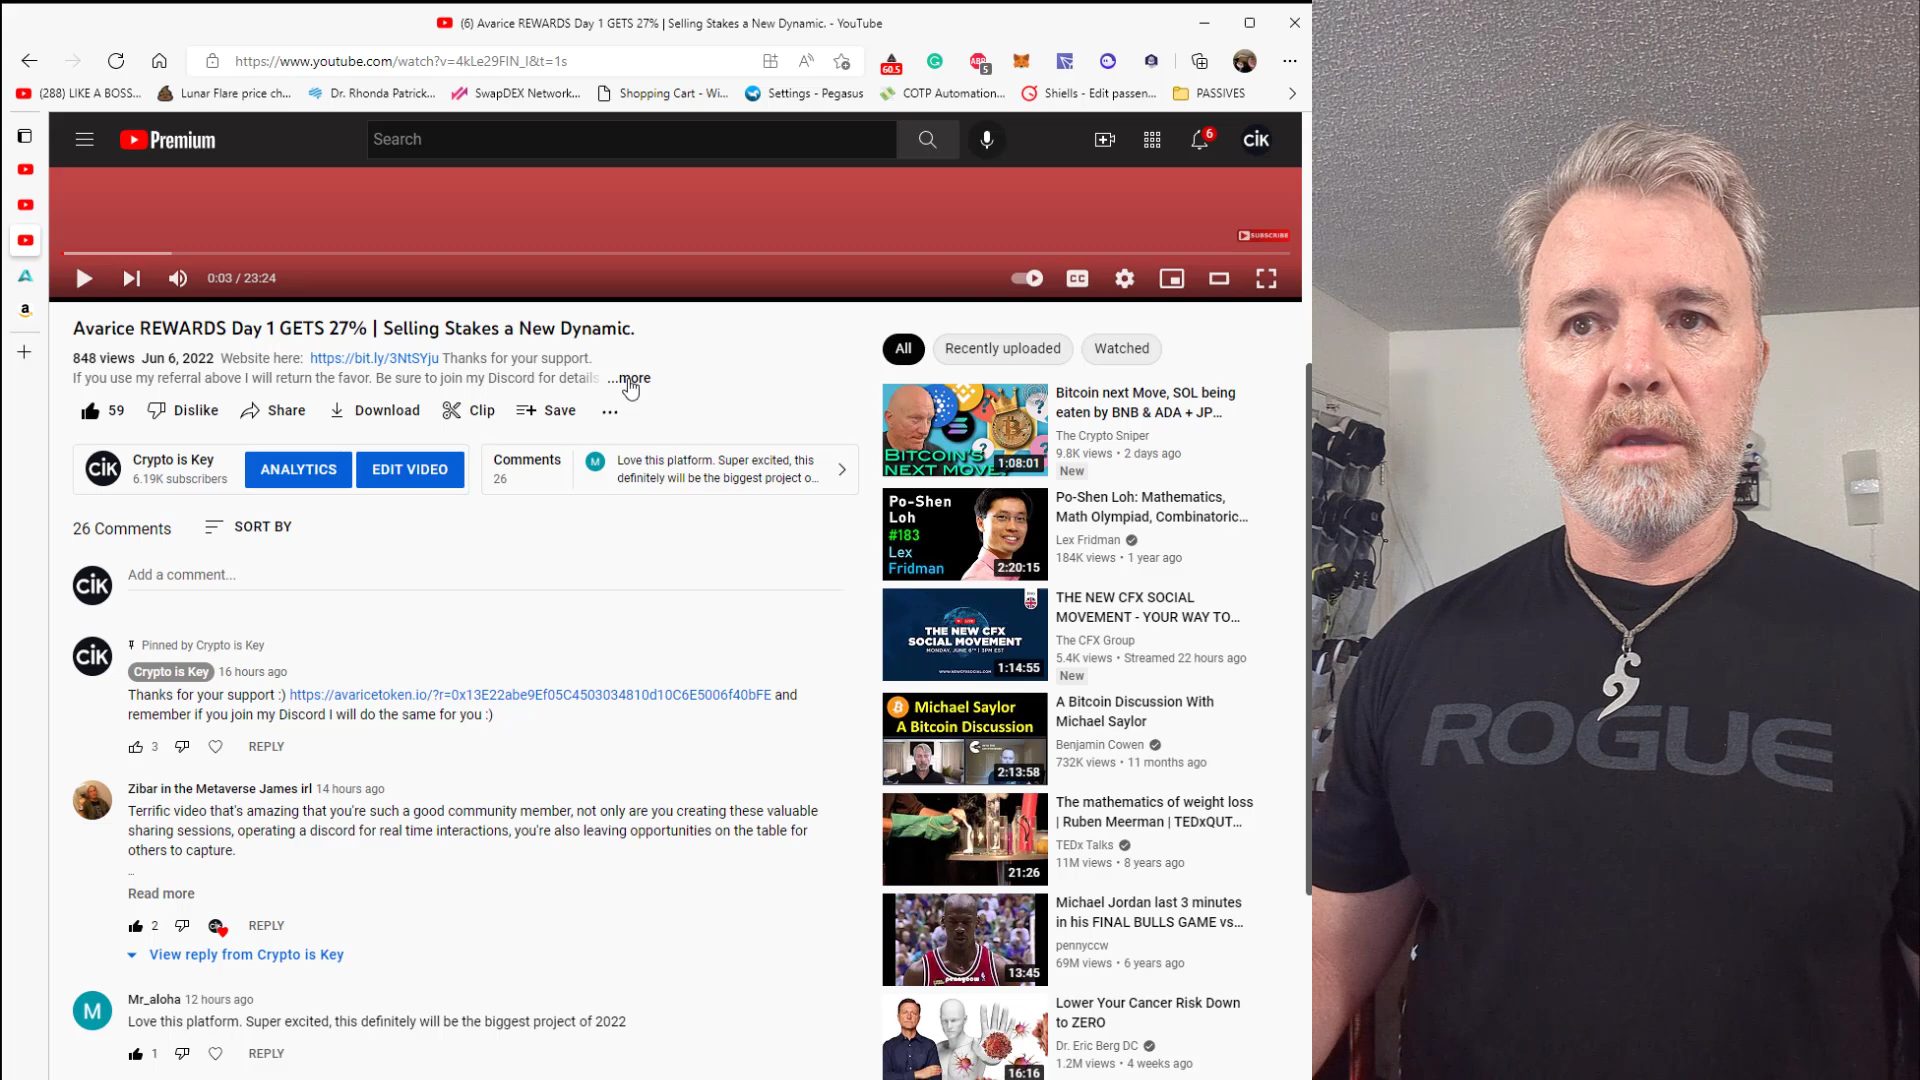 (6) Avarice REWARDS Day 1 GETS 27% | Selling Stakes a New Dynamic. - YouTube
https://www.youtube.com/watch?v=4kLe29FIN_I&t=1s
60.5
ABP
5
(288) LIKE A BOSS...
Lunar Flare price ch...
Dr. Rhonda Patrick...
SwapDEX Network...
Shopping Cart - Wi...
Settings - Pegasus
COTP Automation...
Shiells - Edit passen...
PASSIVES
Premium
Search
6
CiK
SUBSCRIBE
0:03 / 23:24
CC
Avarice REWARDS Day 1 GETS 27% | Selling Stakes a New Dynamic.
848 views Jun 6, 2022 Website here: https://bit.ly/3NtSYju Thanks for your support.
If you use my referral above I will return the favor. Be sure to join my Discord for details ...more
59 Dislike Share Download Clip Save ...
CiK
Crypto is Key
6.19K subscribers
ANALYTICS
EDIT VIDEO
Comments
26
M
Love this platform. Super excited, this
definitely will be the biggest project o...
26 Comments SORT BY
CiK
Add a comment...
CiK
Pinned by Crypto is Key
Crypto is Key 16 hours ago
Thanks for your support :) https://avaricetoken.io/?r=0x13E22abe9Ef05C4503034810d10C6E5006f40bFE and
remember if you join my Discord I will do the same for you :)
3 REPLY
Zibar in the Metaverse James irl 14 hours ago
Terrific video that's amazing that you're such a good community member, not only are you creating these valuable
sharing sessions, operating a discord for real time interactions, you're also leaving opportunities on the table for
others to capture.
..
Read more
2 REPLY
View reply from Crypto is Key
M
Mr_aloha 12 hours ago
Love this platform. Super excited, this definitely will be the biggest project of 2022
1 REPLY
All
Recently uploaded
Watched
BITCOIN'S
NEXT MOVE
1:08:01
Bitcoin next Move, SOL being
eaten by BNB & ADA + JP...
The Crypto Sniper
9.8K views • 2 days ago
New
Po-Shen
Loh
#183
Lex
Fridman
2:20:15
Po-Shen Loh: Mathematics,
Math Olympiad, Combinatoric...
Lex Fridman
184K views • 1 year ago
THE NEW CFX
SOCIAL MOVEMENT
MONDAY, JUNE 6TH | 3PM EST
1:14:55
THE NEW CFX SOCIAL
MOVEMENT - YOUR WAY TO...
The CFX Group
5.4K views • Streamed 22 hours ago
New
Michael Saylor
A Bitcoin Discussion
2:13:58
A Bitcoin Discussion With
Michael Saylor
Benjamin Cowen
732K views • 11 months ago
21:26
The mathematics of weight loss
| Ruben Meerman | TEDxQUT...
TEDx Talks
11M views • 8 years ago
pennyccw
13:45
Michael Jordan last 3 minutes
in his FINAL BULLS GAME vs...
pennyccw
69M views • 6 years ago
16:16
Lower Your Cancer Risk Down
to ZERO
Dr. Eric Berg DC
1.2M views • 4 weeks ago
ROGUE